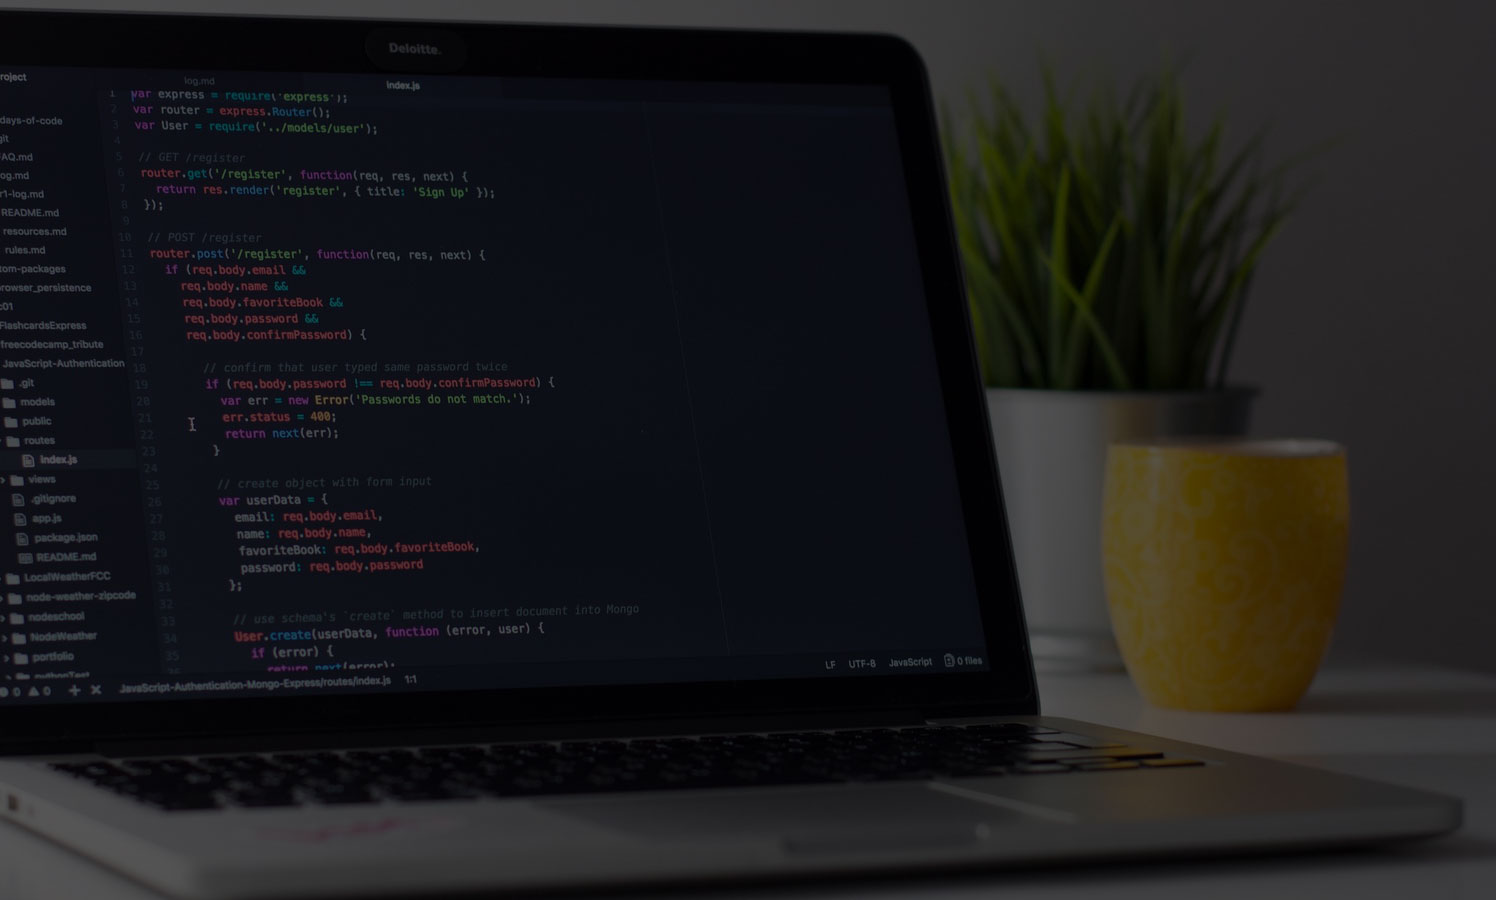 Deloitte.
roject
log.md
index.js
days-of-code
git
FAQ.md
log.md
r1-log.md
README.md
resources.md
rules.md
tom-packages
browser_persistence
c01
FlashcardsExpress
freecodecamp_tribute
JavaScript-Authentication
.git
models
public
routes
index.js
views
.gitignore
app.js
package.json
README.md
LocalWeatherFCC
node-weather-zipcode
nodeschool
NodeWeather
portfolio
pythonTest
1 var express = require('express');
2 var router = express.Router();
3 var User = require('../models/user');
4
5 // GET /register
6 router.get('/register', function(req, res, next) {
7 return res.render('register', { title: 'Sign Up' });
8 });
9
10 // POST /register
11 router.post('/register', function(req, res, next) {
12 if (req.body.email &&
13 req.body.name &&
14 req.body.favoriteBook &&
15 req.body.password &&
16 req.body.confirmPassword) {
17
18 // confirm that user typed same password twice
19 if (req.body.password !== req.body.confirmPassword) {
20 var err = new Error('Passwords do not match.');
21 err.status = 400;
22 return next(err);
23 }
24
25 // create object with form input
26 var userData = {
27 email: req.body.email,
28 name: req.body.name,
29 favoriteBook: req.body.favoriteBook,
30 password: req.body.password
31 };
32
33 // use schema's `create` method to insert document into Mongo
34 User.create(userData, function (error, user) {
35 if (error) {
36 return next(error);
0 0 JavaScript-Authentication-Mongo-Express/routes/index.js 1:1 LF UTF-8 JavaScript 0 files